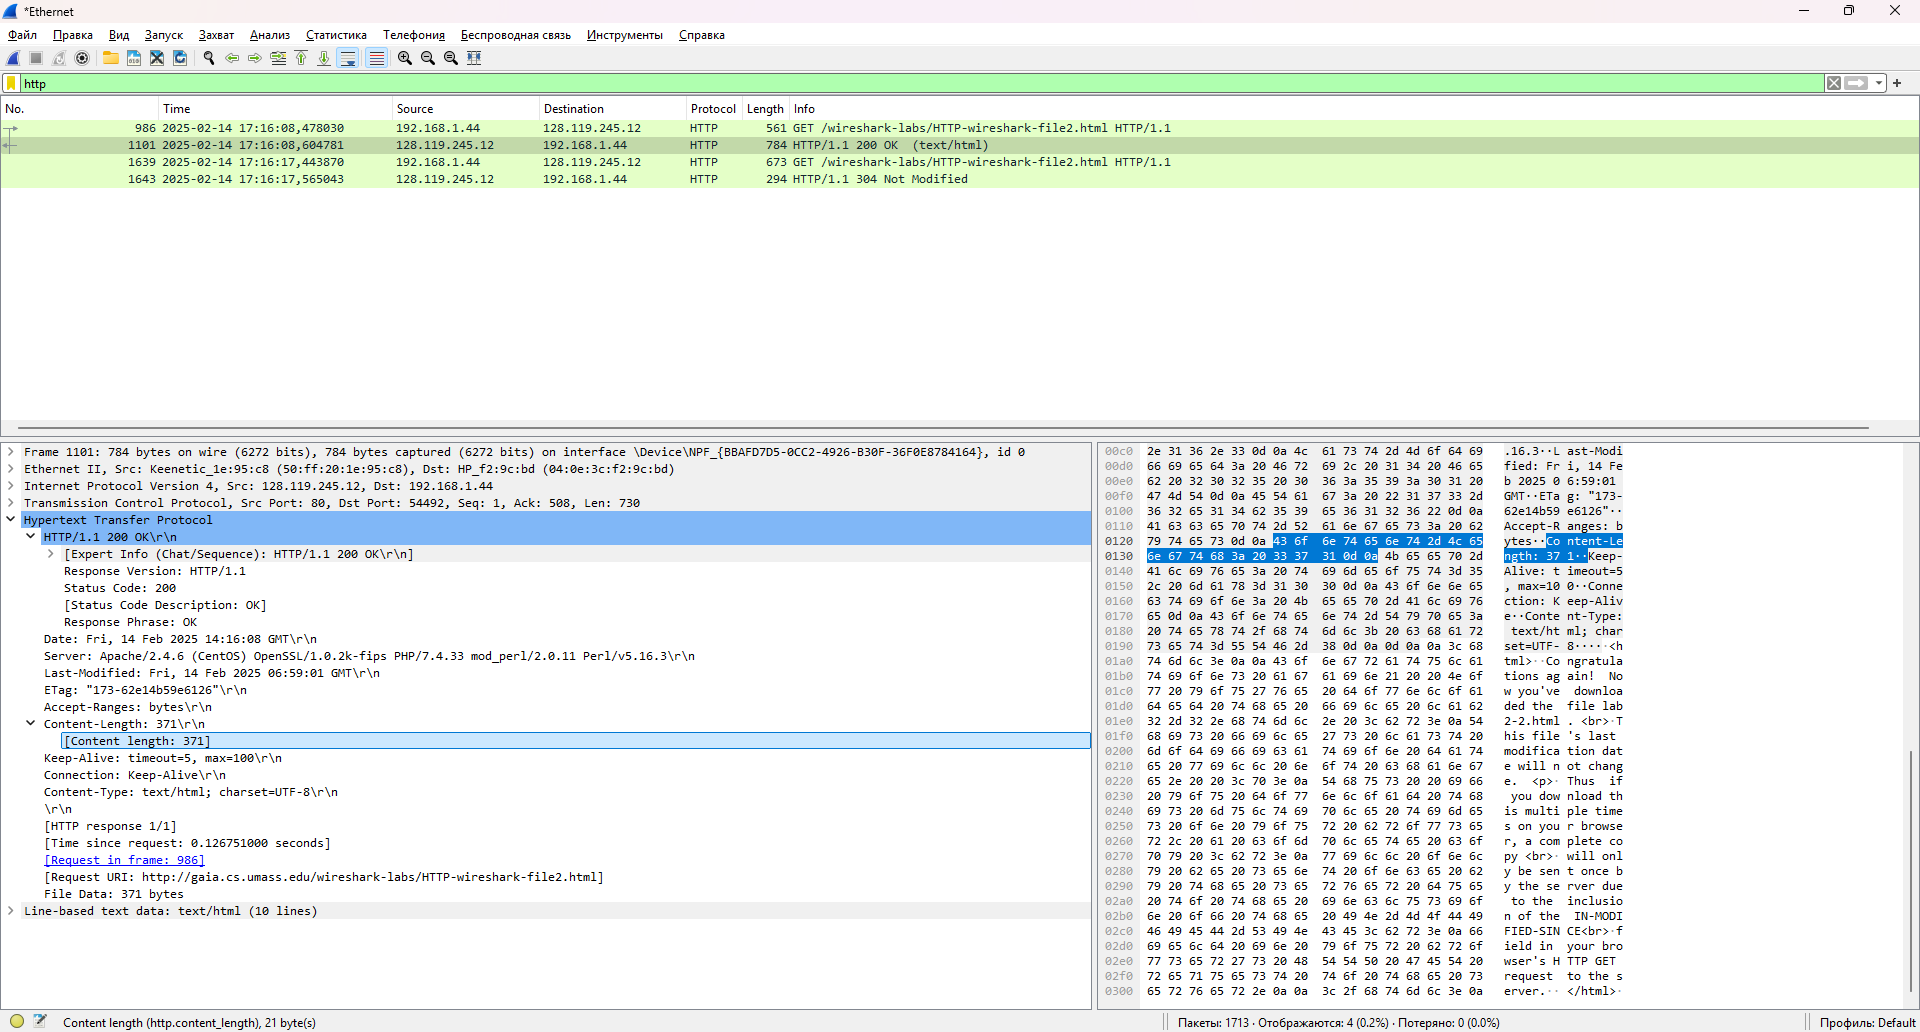 *Ethernet
Файл Правка Вид Запуск Захват Анализ Статистика Телефония Беспроводная связь Инструменты Справка
http
No. Time Source Destination Protocol Length Info
986 2025-02-14 17:16:08,478030 192.168.1.44 128.119.245.12 HTTP 561 GET /wireshark-labs/HTTP-wireshark-file2.html HTTP/1.1
1101 2025-02-14 17:16:08,604781 128.119.245.12 192.168.1.44 HTTP 784 HTTP/1.1 200 OK  (text/html)
1639 2025-02-14 17:16:17,443870 192.168.1.44 128.119.245.12 HTTP 673 GET /wireshark-labs/HTTP-wireshark-file2.html HTTP/1.1
1643 2025-02-14 17:16:17,565043 128.119.245.12 192.168.1.44 HTTP 294 HTTP/1.1 304 Not Modified
Frame 1101: 784 bytes on wire (6272 bits), 784 bytes captured (6272 bits) on interface \Device\NPF_{BBAFD7D5-0CC2-4926-B30F-36F0E8784164}, id 0
Ethernet II, Src: Keenetic_1e:95:c8 (50:ff:20:1e:95:c8), Dst: HP_f2:9c:bd (04:0e:3c:f2:9c:bd)
Internet Protocol Version 4, Src: 128.119.245.12, Dst: 192.168.1.44
Transmission Control Protocol, Src Port: 80, Dst Port: 54492, Seq: 1, Ack: 508, Len: 730
Hypertext Transfer Protocol
HTTP/1.1 200 OK\r\n
[Expert Info (Chat/Sequence): HTTP/1.1 200 OK\r\n]
Response Version: HTTP/1.1
Status Code: 200
[Status Code Description: OK]
Response Phrase: OK
Date: Fri, 14 Feb 2025 14:16:08 GMT\r\n
Server: Apache/2.4.6 (CentOS) OpenSSL/1.0.2k-fips PHP/7.4.33 mod_perl/2.0.11 Perl/v5.16.3\r\n
Last-Modified: Fri, 14 Feb 2025 06:59:01 GMT\r\n
ETag: "173-62e14b59e6126"\r\n
Accept-Ranges: bytes\r\n
Content-Length: 371\r\n
[Content length: 371]
Keep-Alive: timeout=5, max=100\r\n
Connection: Keep-Alive\r\n
Content-Type: text/html; charset=UTF-8\r\n
\r\n
[HTTP response 1/1]
[Time since request: 0.126751000 seconds]
[Request in frame: 986]
[Request URI: http://gaia.cs.umass.edu/wireshark-labs/HTTP-wireshark-file2.html]
File Data: 371 bytes
Line-based text data: text/html (10 lines)
00c0 2e 31 36 2e 33 0d 0a 4c 61 73 74 2d 4d 6f 64 69 .16.3··L ast-Modi
00d0 66 69 65 64 3a 20 46 72 69 2c 20 31 34 20 46 65 fied: Fr i, 14 Fe
00e0 62 20 32 30 32 35 20 30 36 3a 35 39 3a 30 31 20 b 2025 0 6:59:01
00f0 47 4d 54 0d 0a 45 54 61 67 3a 20 22 31 37 33 2d GMT··ETa g: "173-
0100 36 32 65 31 34 62 35 39 65 36 31 32 36 22 0d 0a 62e14b59 e6126"··
0110 41 63 63 65 70 74 2d 52 61 6e 67 65 73 3a 20 62 Accept-R anges: b
0120 79 74 65 73 0d 0a 43 6f 6e 74 65 6e 74 2d 4c 65 ytes··Co ntent-Le
0130 6e 67 74 68 3a 20 33 37 31 0d 0a 4b 65 65 70 2d ngth: 37 1··Keep-
0140 41 6c 69 76 65 3a 20 74 69 6d 65 6f 75 74 3d 35 Alive: t imeout=5
0150 2c 20 6d 61 78 3d 31 30 30 0d 0a 43 6f 6e 6e 65 , max=10 0··Conne
0160 63 74 69 6f 6e 3a 20 4b 65 65 70 2d 41 6c 69 76 ction: K eep-Aliv
0170 65 0d 0a 43 6f 6e 74 65 6e 74 2d 54 79 70 65 3a e··Conte nt-Type:
0180 20 74 65 78 74 2f 68 74 6d 6c 3b 20 63 68 61 72 text/ht ml; char
0190 73 65 74 3d 55 54 46 2d 38 0d 0a 0d 0a 0a 3c 68 set=UTF- 8·····<h
01a0 74 6d 6c 3e 0a 0a 43 6f 6e 67 72 61 74 75 6c 61 tml>··Co ngratula
01b0 74 69 6f 6e 73 20 61 67 61 69 6e 21 20 20 4e 6f tions ag ain!  No
01c0 77 20 79 6f 75 27 76 65 20 64 6f 77 6e 6c 6f 61 w you've  downloa
01d0 64 65 64 20 74 68 65 20 66 69 6c 65 20 6c 61 62 ded the  file lab
01e0 32 2d 32 2e 68 74 6d 6c 2e 20 3c 62 72 3e 0a 54 2-2.html . <br>·T
01f0 68 69 73 20 66 69 6c 65 27 73 20 6c 61 73 74 20 his file 's last
0200 6d 6f 64 69 66 69 63 61 74 69 6f 6e 20 64 61 74 modifica tion dat
0210 65 20 77 69 6c 6c 20 6e 6f 74 20 63 68 61 6e 67 e will n ot chang
0220 65 2e 20 20 3c 70 3e 0a 54 68 75 73 20 20 69 66 e.  <p>· Thus  if
0230 20 79 6f 75 20 64 6f 77 6e 6c 6f 61 64 20 74 68 you dow nload th
0240 69 73 20 6d 75 6c 74 69 70 6c 65 20 74 69 6d 65 is multi ple time
0250 73 20 6f 6e 20 79 6f 75 72 20 62 72 6f 77 73 65 s on you r browse
0260 72 2c 20 61 20 63 6f 6d 70 6c 65 74 65 20 63 6f r, a com plete co
0270 70 79 20 3c 62 72 3e 0a 77 69 6c 6c 20 6f 6e 6c py <br>· will onl
0280 79 20 62 65 20 73 65 6e 74 20 6f 6e 63 65 20 62 y be sen t once b
0290 79 20 74 68 65 20 73 65 72 76 65 72 20 64 75 65 y the se rver due
02a0 20 74 6f 20 74 68 65 20 69 6e 63 6c 75 73 69 6f to the  inclusio
02b0 6e 20 6f 66 20 74 68 65 20 49 4e 2d 4d 4f 44 49 n of the  IN-MODI
02c0 46 49 45 44 2d 53 49 4e 43 45 3c 62 72 3e 0a 66 FIED-SIN CE<br>·f
02d0 69 65 6c 64 20 69 6e 20 79 6f 75 72 20 62 72 6f ield in  your bro
02e0 77 73 65 72 27 73 20 48 54 54 50 20 47 45 54 20 wser's H TTP GET
02f0 72 65 71 75 65 73 74 20 74 6f 20 74 68 65 20 73 request  to the s
0300 65 72 76 65 72 2e 0a 0a 3c 2f 68 74 6d 6c 3e 0a erver.·· </html>·
Content length (http.content_length), 21 byte(s)
Пакеты: 1713 · Отображаются: 4 (0.2%) · Потеряно: 0 (0.0%)
Профиль: Default